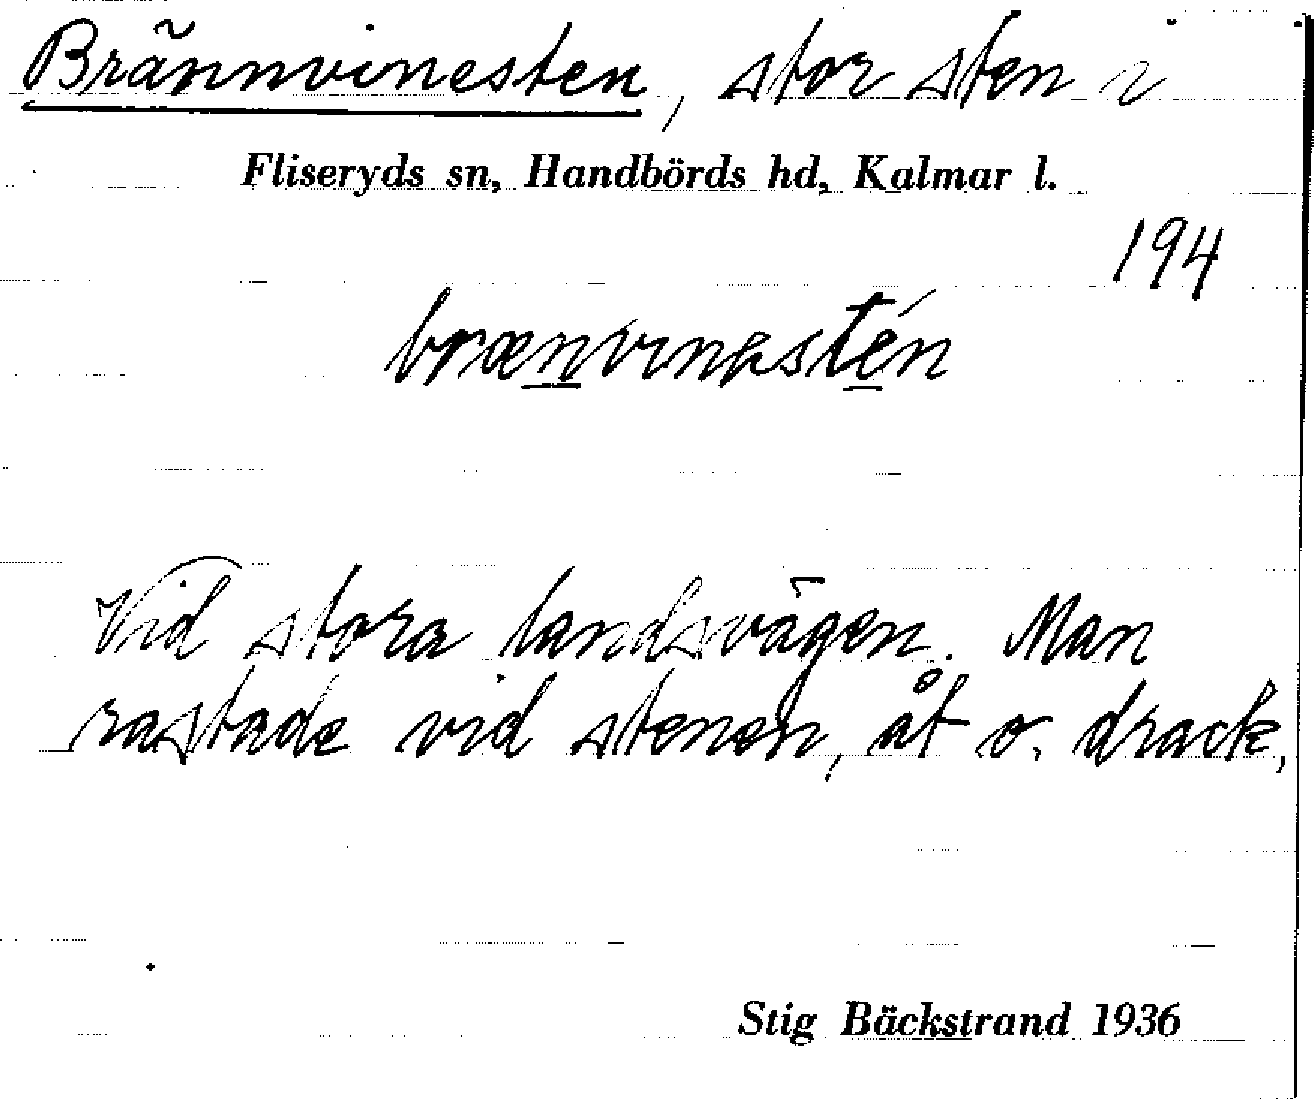 Brännvinesten, stor sten i
Fliseryds sn, Handbörds hd, Kalmar l.
194
Vid stora landsvägen. Man
rastade vid stenen, åt o. drack,
Stig Bäckstrand 1936